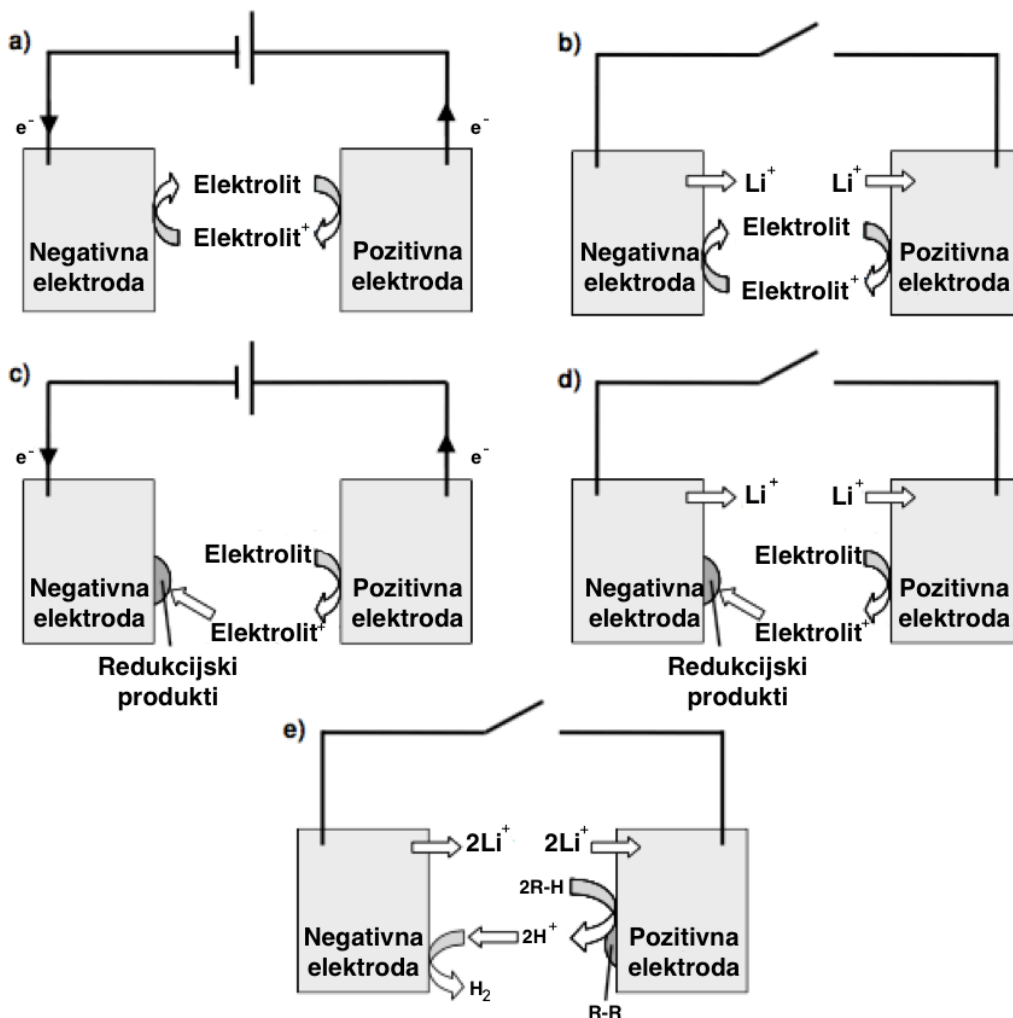 a)
e⁻
e⁻
Elektrolit
Elektrolit⁺
Negativna
elektroda
Pozitivna
elektroda
b)
Li⁺
Li⁺
Elektrolit
Elektrolit⁺
Negativna
elektroda
Pozitivna
elektroda
c)
e⁻
e⁻
Elektrolit
Elektrolit⁺
Negativna
elektroda
Pozitivna
elektroda
Redukcijski
produkti
d)
Li⁺
Li⁺
Elektrolit
Elektrolit⁺
Negativna
elektroda
Pozitivna
elektroda
Redukcijski
produkti
e)
2Li⁺
2Li⁺
2R-H
2H⁺
H₂
Negativna
elektroda
Pozitivna
elektroda
R-R